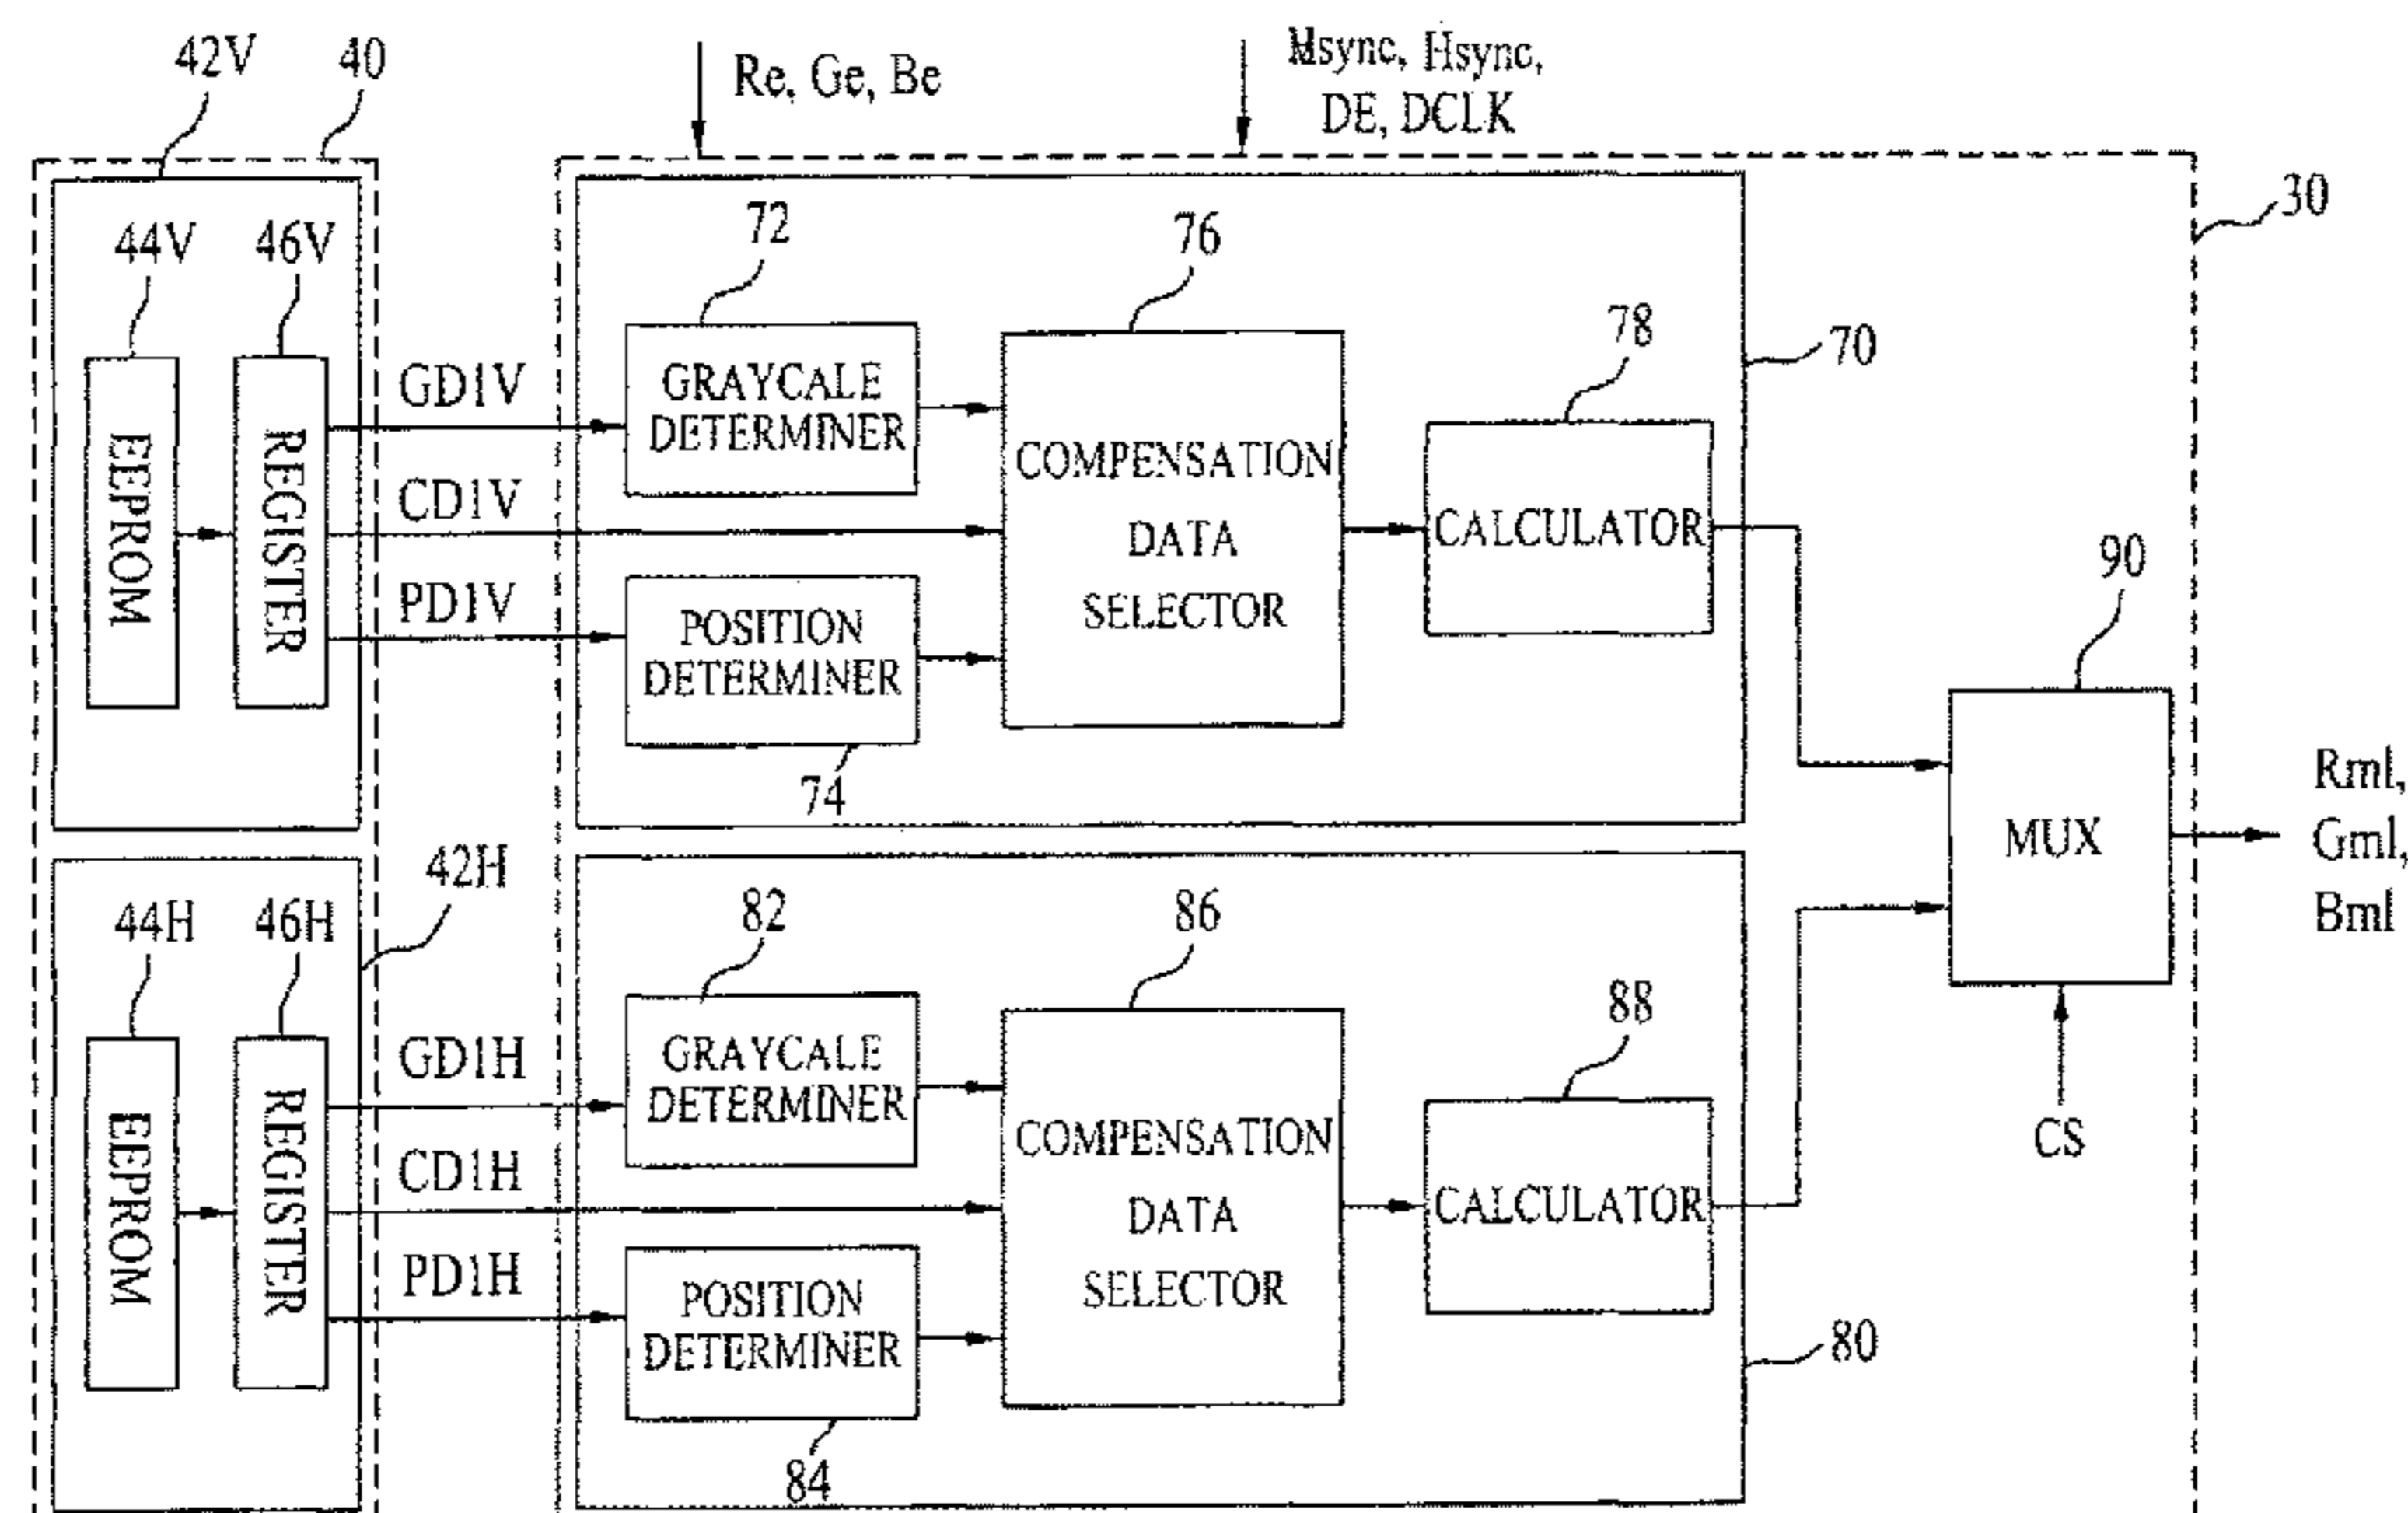 42V
40
Re, Ge, Be
Hsync,
DE, DCLK
30
44V
46V
72
76
78
70
GD1V
GRAYCALE
DETERMINER
EEPROM
REGISTER
CD1V
COMPENSATION
DATA
SELECTOR
CALCULATOR
PD1V
POSITION
DETERMINER
74
90
MUX
Rml,
Gml,
Bml
CS
42H
44H
46H
82
86
88
80
GD1H
GRAYCALE
DETERMINER
EEPROM
REGISTER
CD1H
COMPENSATION
DATA
SELECTOR
CALCULATOR
PD1H
POSITION
DETERMINER
84